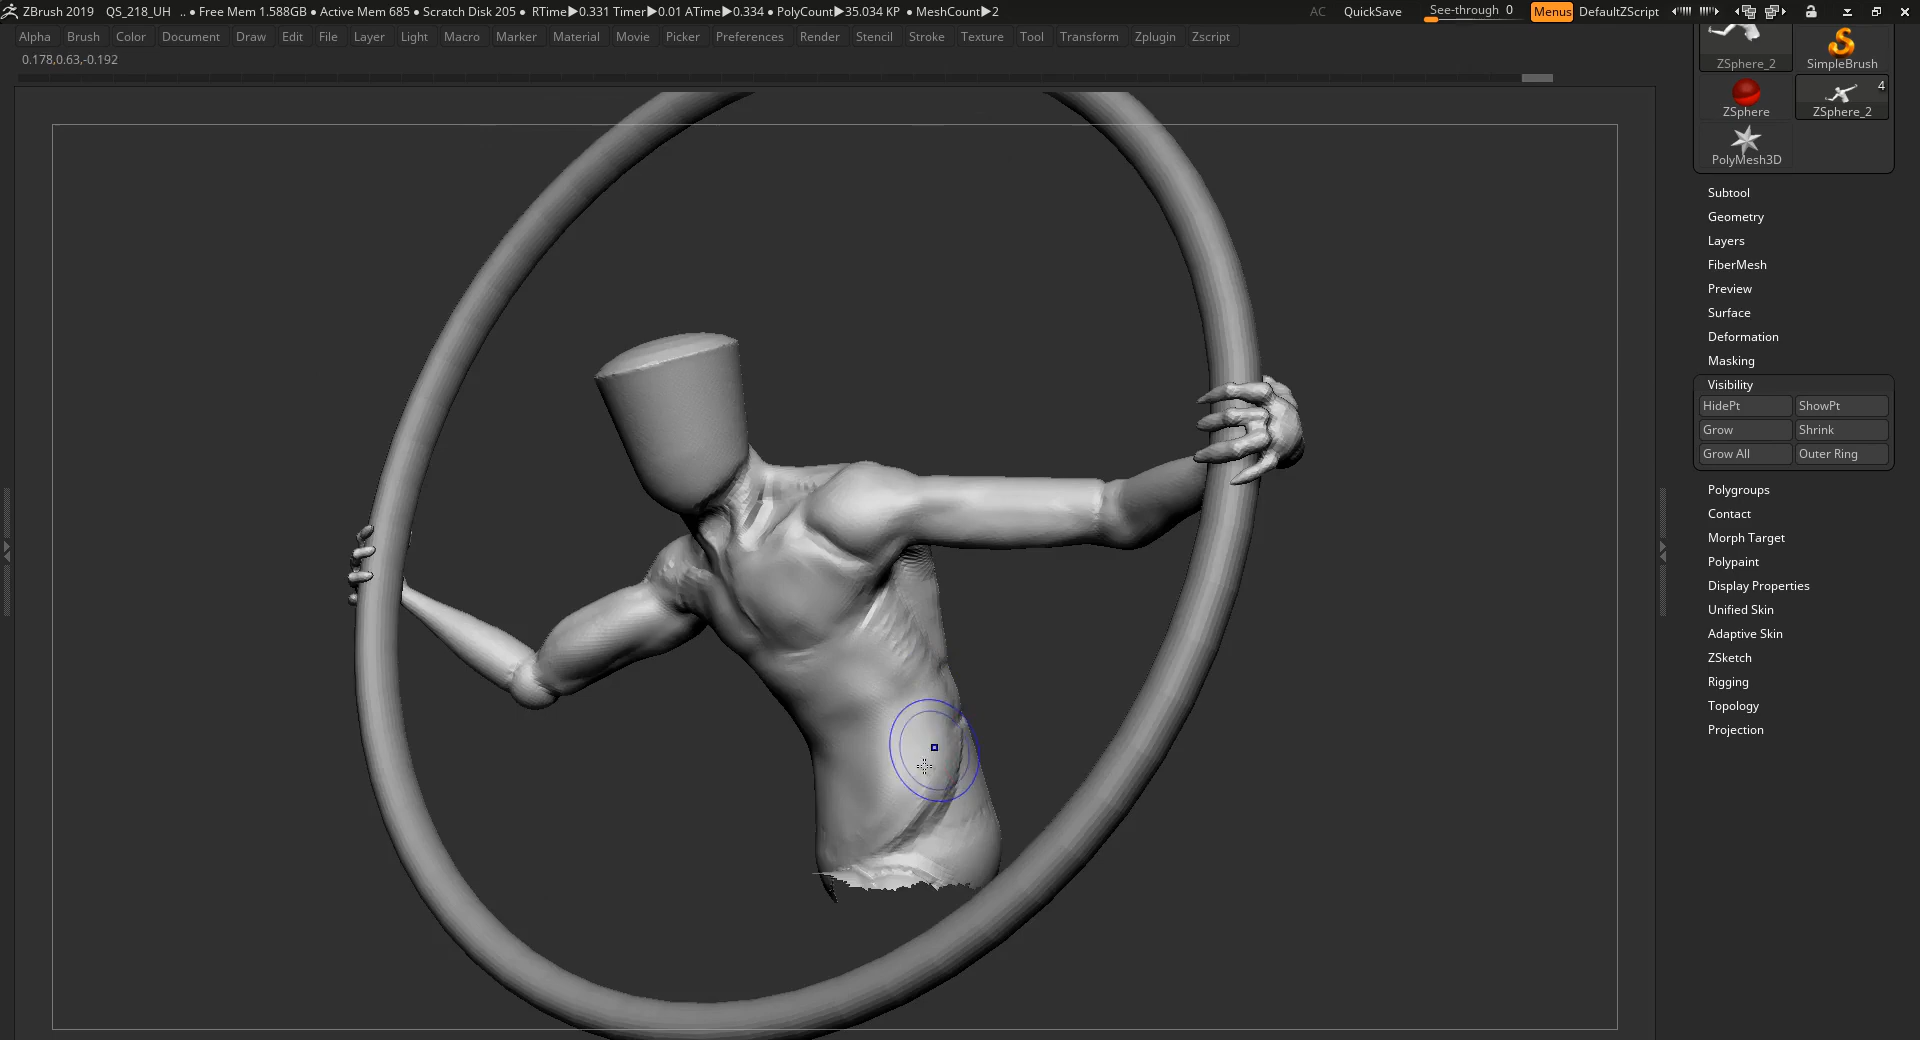 ZBrush 2019 QS_218_UH .. ● Free Mem 1.588GB ● Active Mem 685 ● Scratch Disk 205 ● RTime▶0.331 Timer▶0.01 ATime▶0.334 ● PolyCount▶35.034 KP ● MeshCount▶2 AC QuickSave See-through 0 Menus DefaultZScript
Alpha Brush Color Document Draw Edit File Layer Light Macro Marker Material Movie Picker Preferences Render Stencil Stroke Texture Tool Transform Zplugin Zscript
0.178,0.63,-0.192
ZSphere_2 SimpleBrush
4
ZSphere ZSphere_2
PolyMesh3D
Subtool
Geometry
Layers
FiberMesh
Preview
Surface
Deformation
Masking
Visibility
HidePt ShowPt
Grow Shrink
Grow All Outer Ring
Polygroups
Contact
Morph Target
Polypaint
Display Properties
Unified Skin
Adaptive Skin
ZSketch
Rigging
Topology
Projection